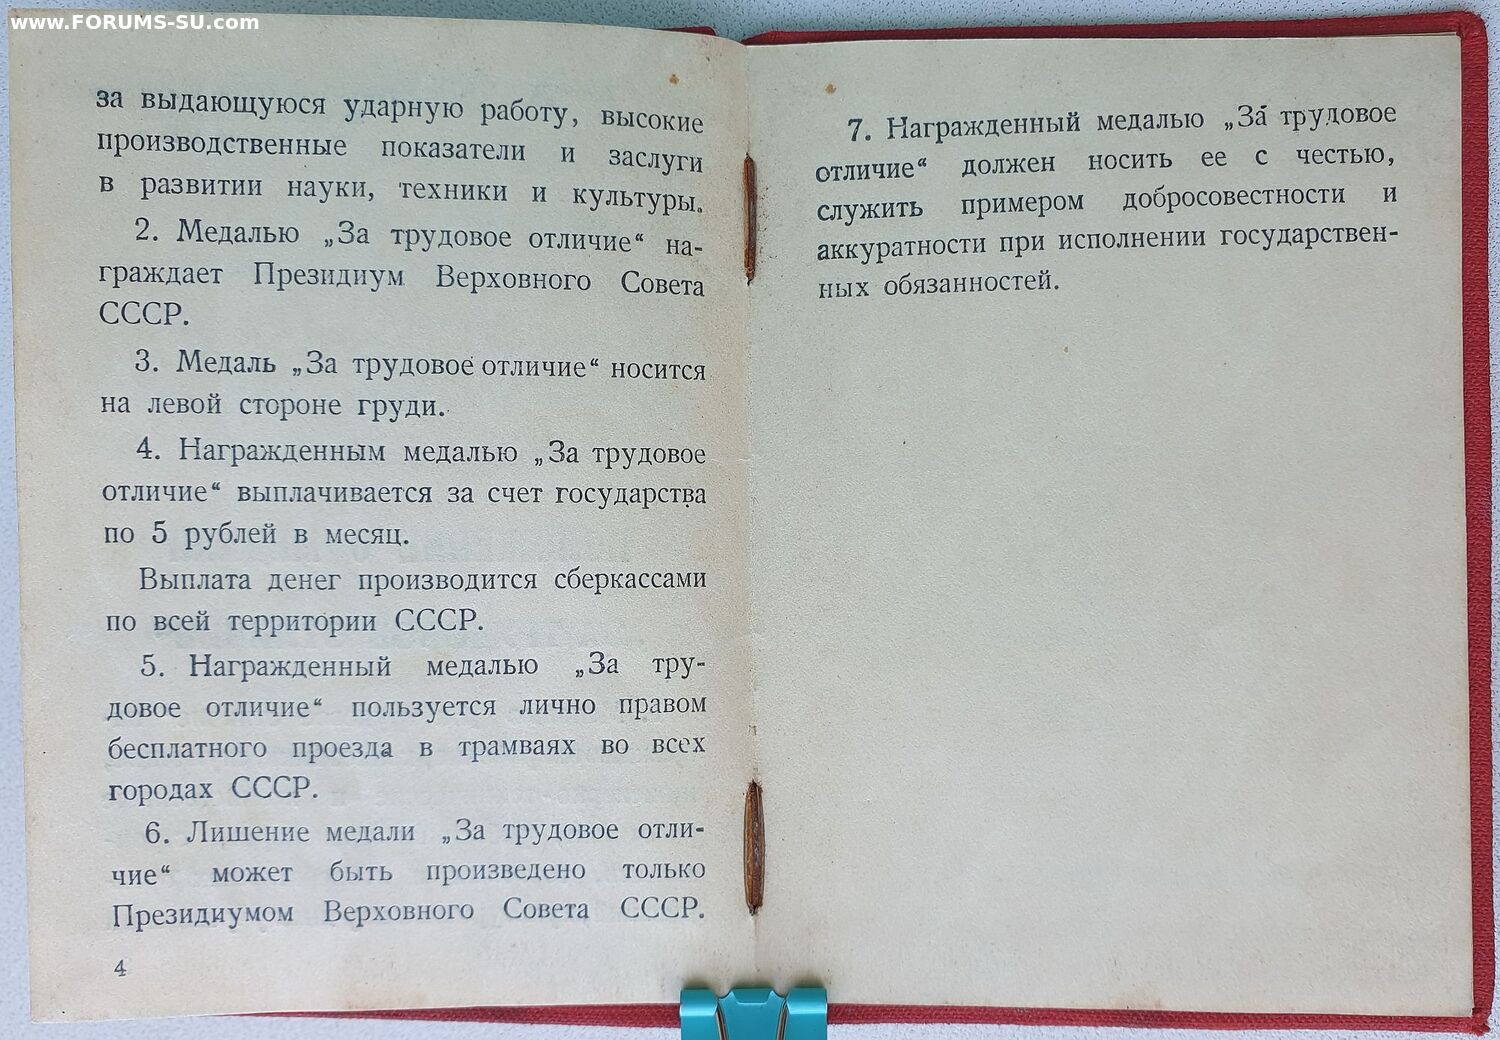 www.FORUMS-SU.com
за выдающуюся ударную работу, высокие
производственные показатели и заслуги
в развитии науки, техники и культуры.
2. Медалью „За трудовое отличие“ на-
граждает Президиум Верховного Совета
СССР.
3. Медаль „За трудовое отличие“ носится
на левой стороне груди.
4. Награжденным медалью „За трудовое
отличие“ выплачивается за счет государства
по 5 рублей в месяц.
Выплата денег производится сберкассами
по всей территории СССР.
5. Награжденный медалью „За тру-
довое отличие“ пользуется лично правом
бесплатного проезда в трамваях во всех
городах СССР.
6. Лишение медали „За трудовое отли-
чие“ может быть произведено только
Президиумом Верховного Совета СССР.
4
7. Награжденный медалью „За трудовое
отличие“ должен носить ее с честью,
служить примером добросовестности и
аккуратности при исполнении государствен-
ных обязанностей.